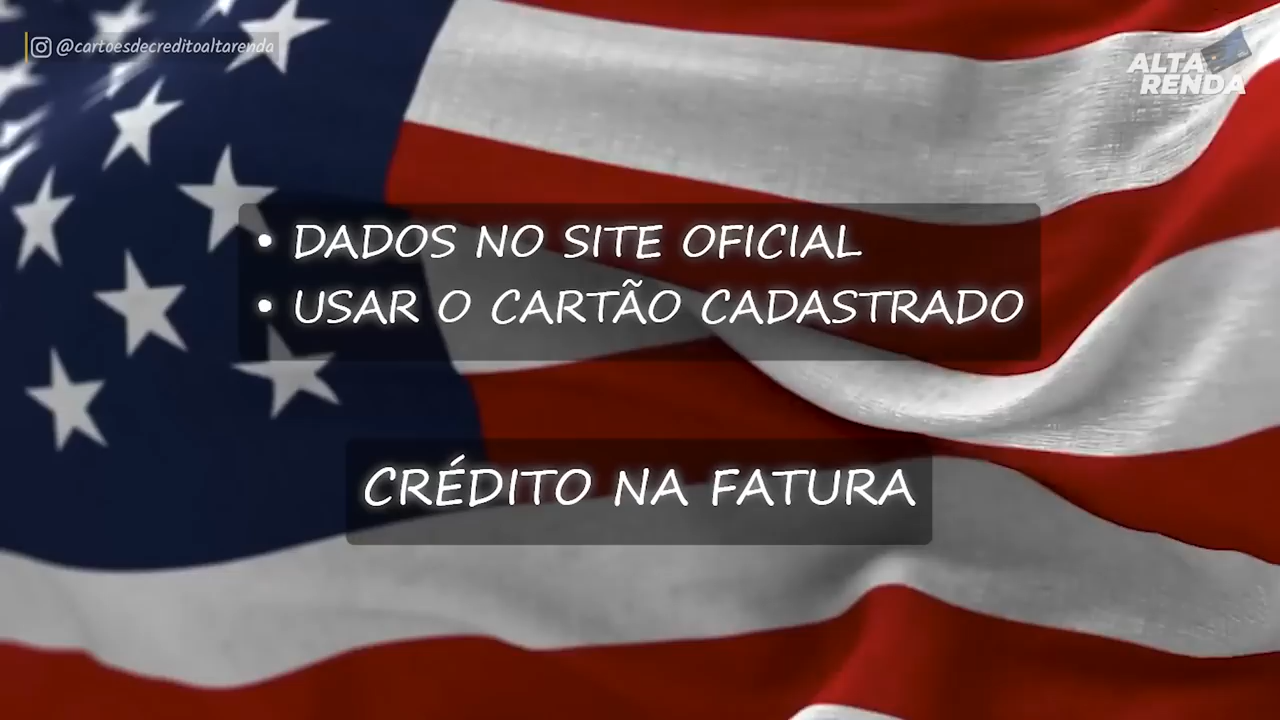 @cartoesdecreditoaltarenda
ALTA
RENDA
• DADOS NO SITE OFICIAL
• USAR O CARTÃO CADASTRADO
CRÉDITO NA FATURA